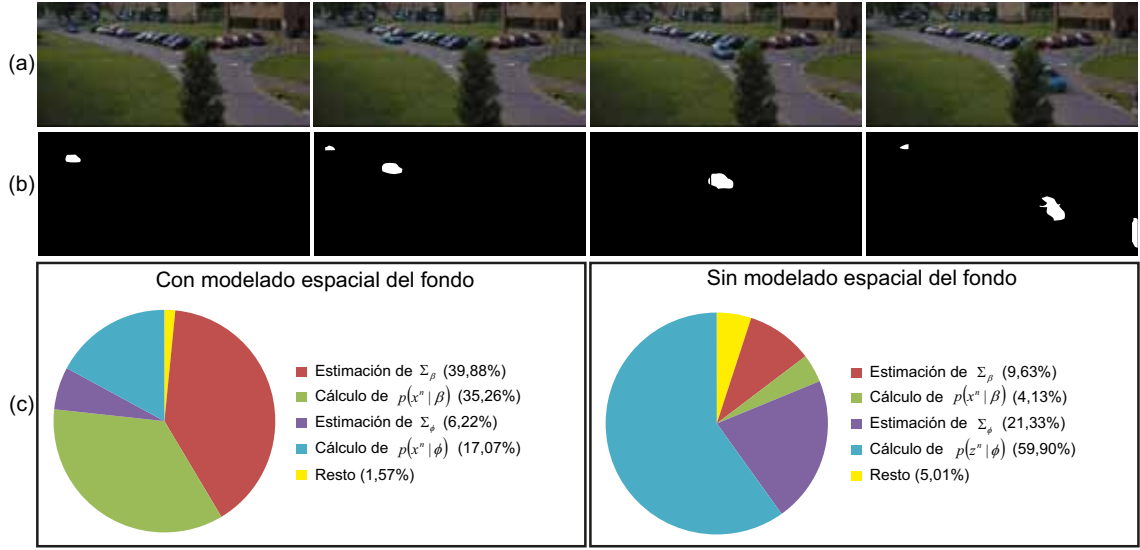 (a)
(b)
(c)
Con modelado espacial del fondo
Estimación de Σβ (39,88%)
Cálculo de p(xⁿ | β) (35,26%)
Estimación de Σϕ (6,22%)
Cálculo de p(xⁿ | ϕ) (17,07%)
Resto (1,57%)
Sin modelado espacial del fondo
Estimación de Σβ (9,63%)
Cálculo de p(xⁿ | β) (4,13%)
Estimación de Σϕ (21,33%)
Cálculo de p(zⁿ | ϕ) (59,90%)
Resto (5,01%)